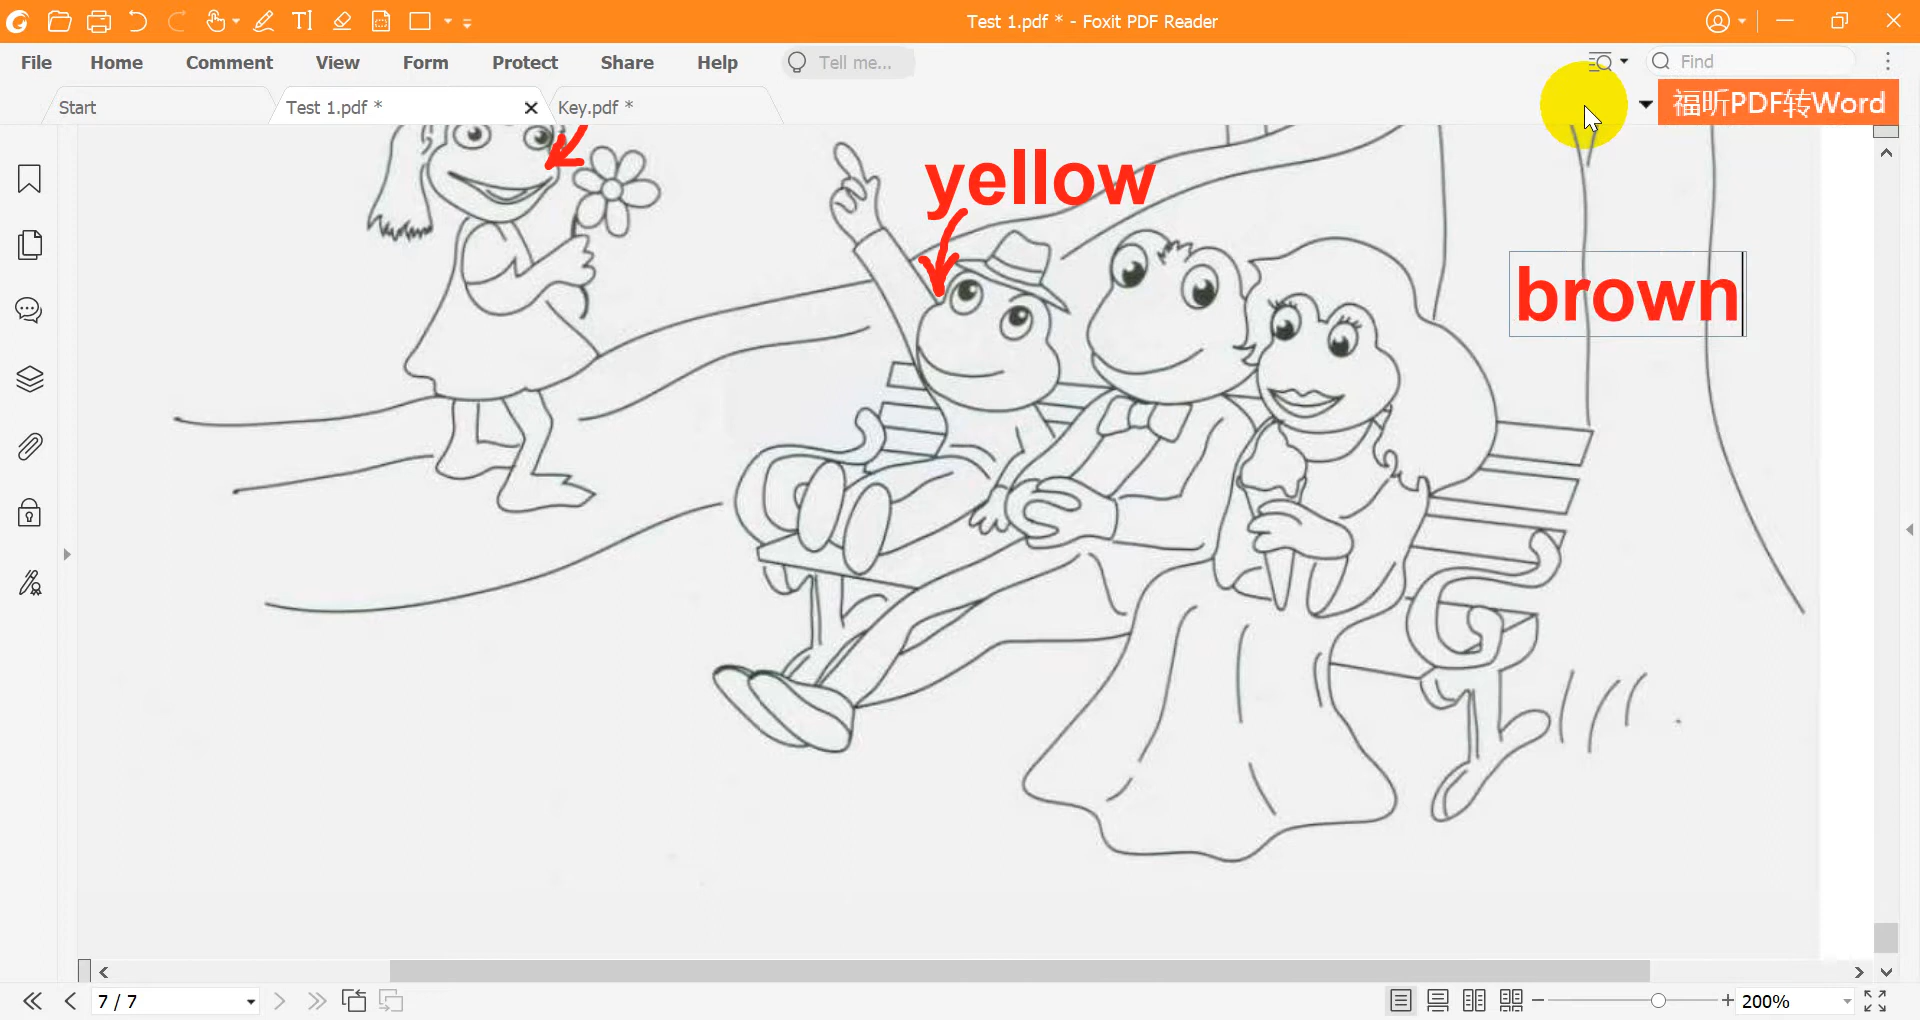 Test 1.pdf * - Foxit PDF Reader
File Home Comment View Form Protect Share Help Tell me... Find
Start Test 1.pdf * Key.pdf * 福昕PDF转Word
yellow
brown
7 / 7 200%